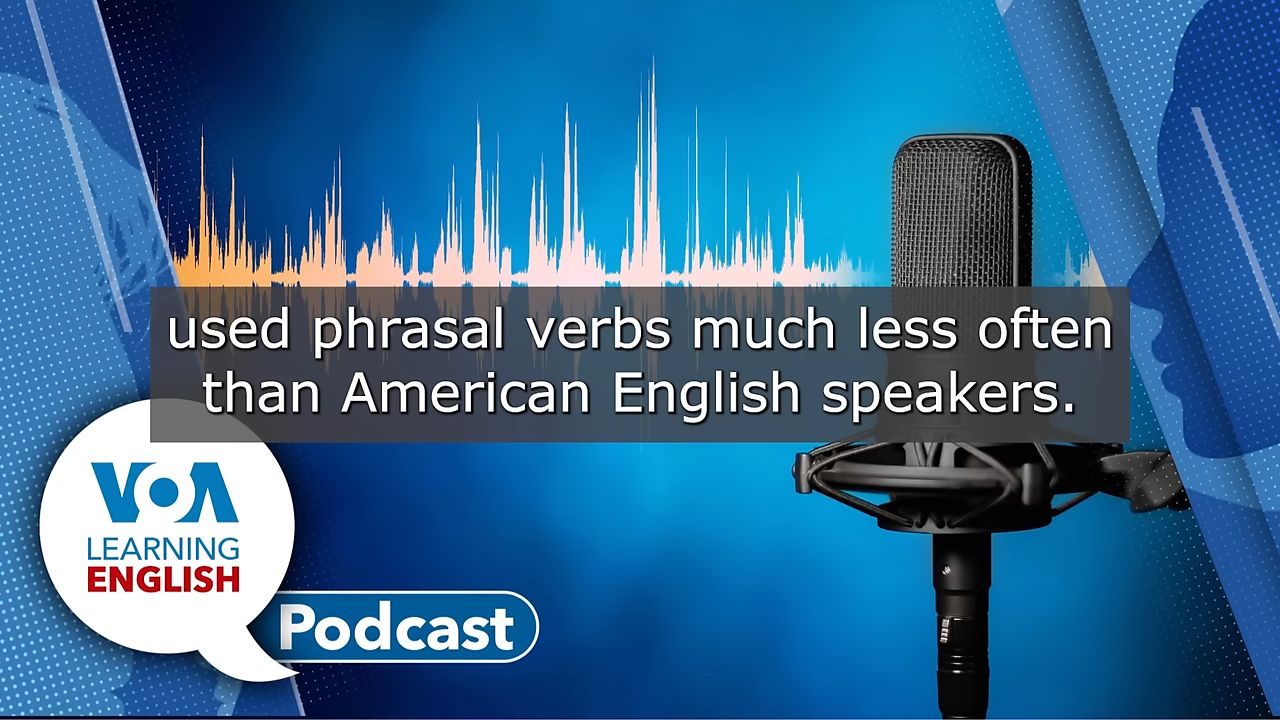 used phrasal verbs much less often
than American English speakers.
VOA
LEARNING
ENGLISH
Podcast